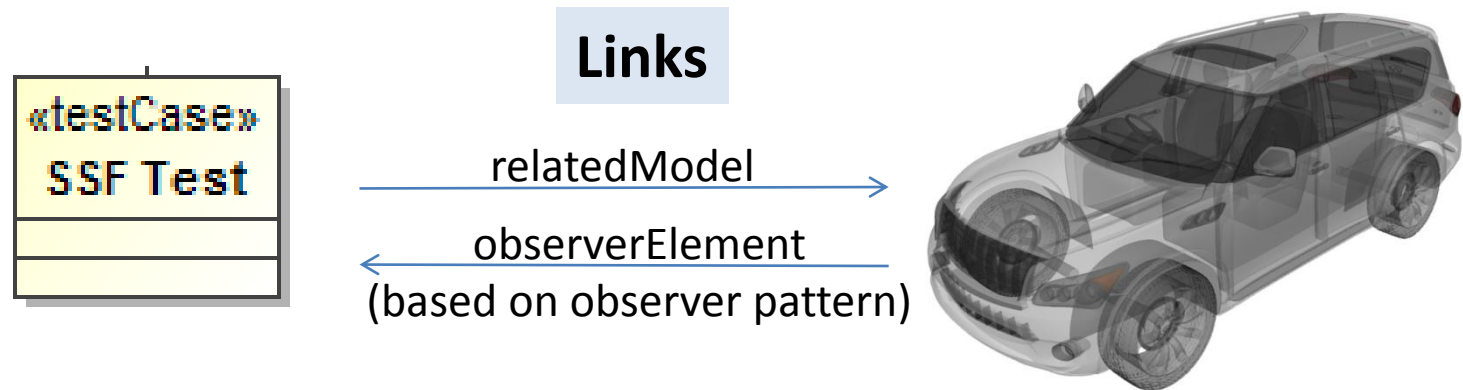 Links
«testCase»
SSF Test
relatedModel
observerElement
(based on observer pattern)